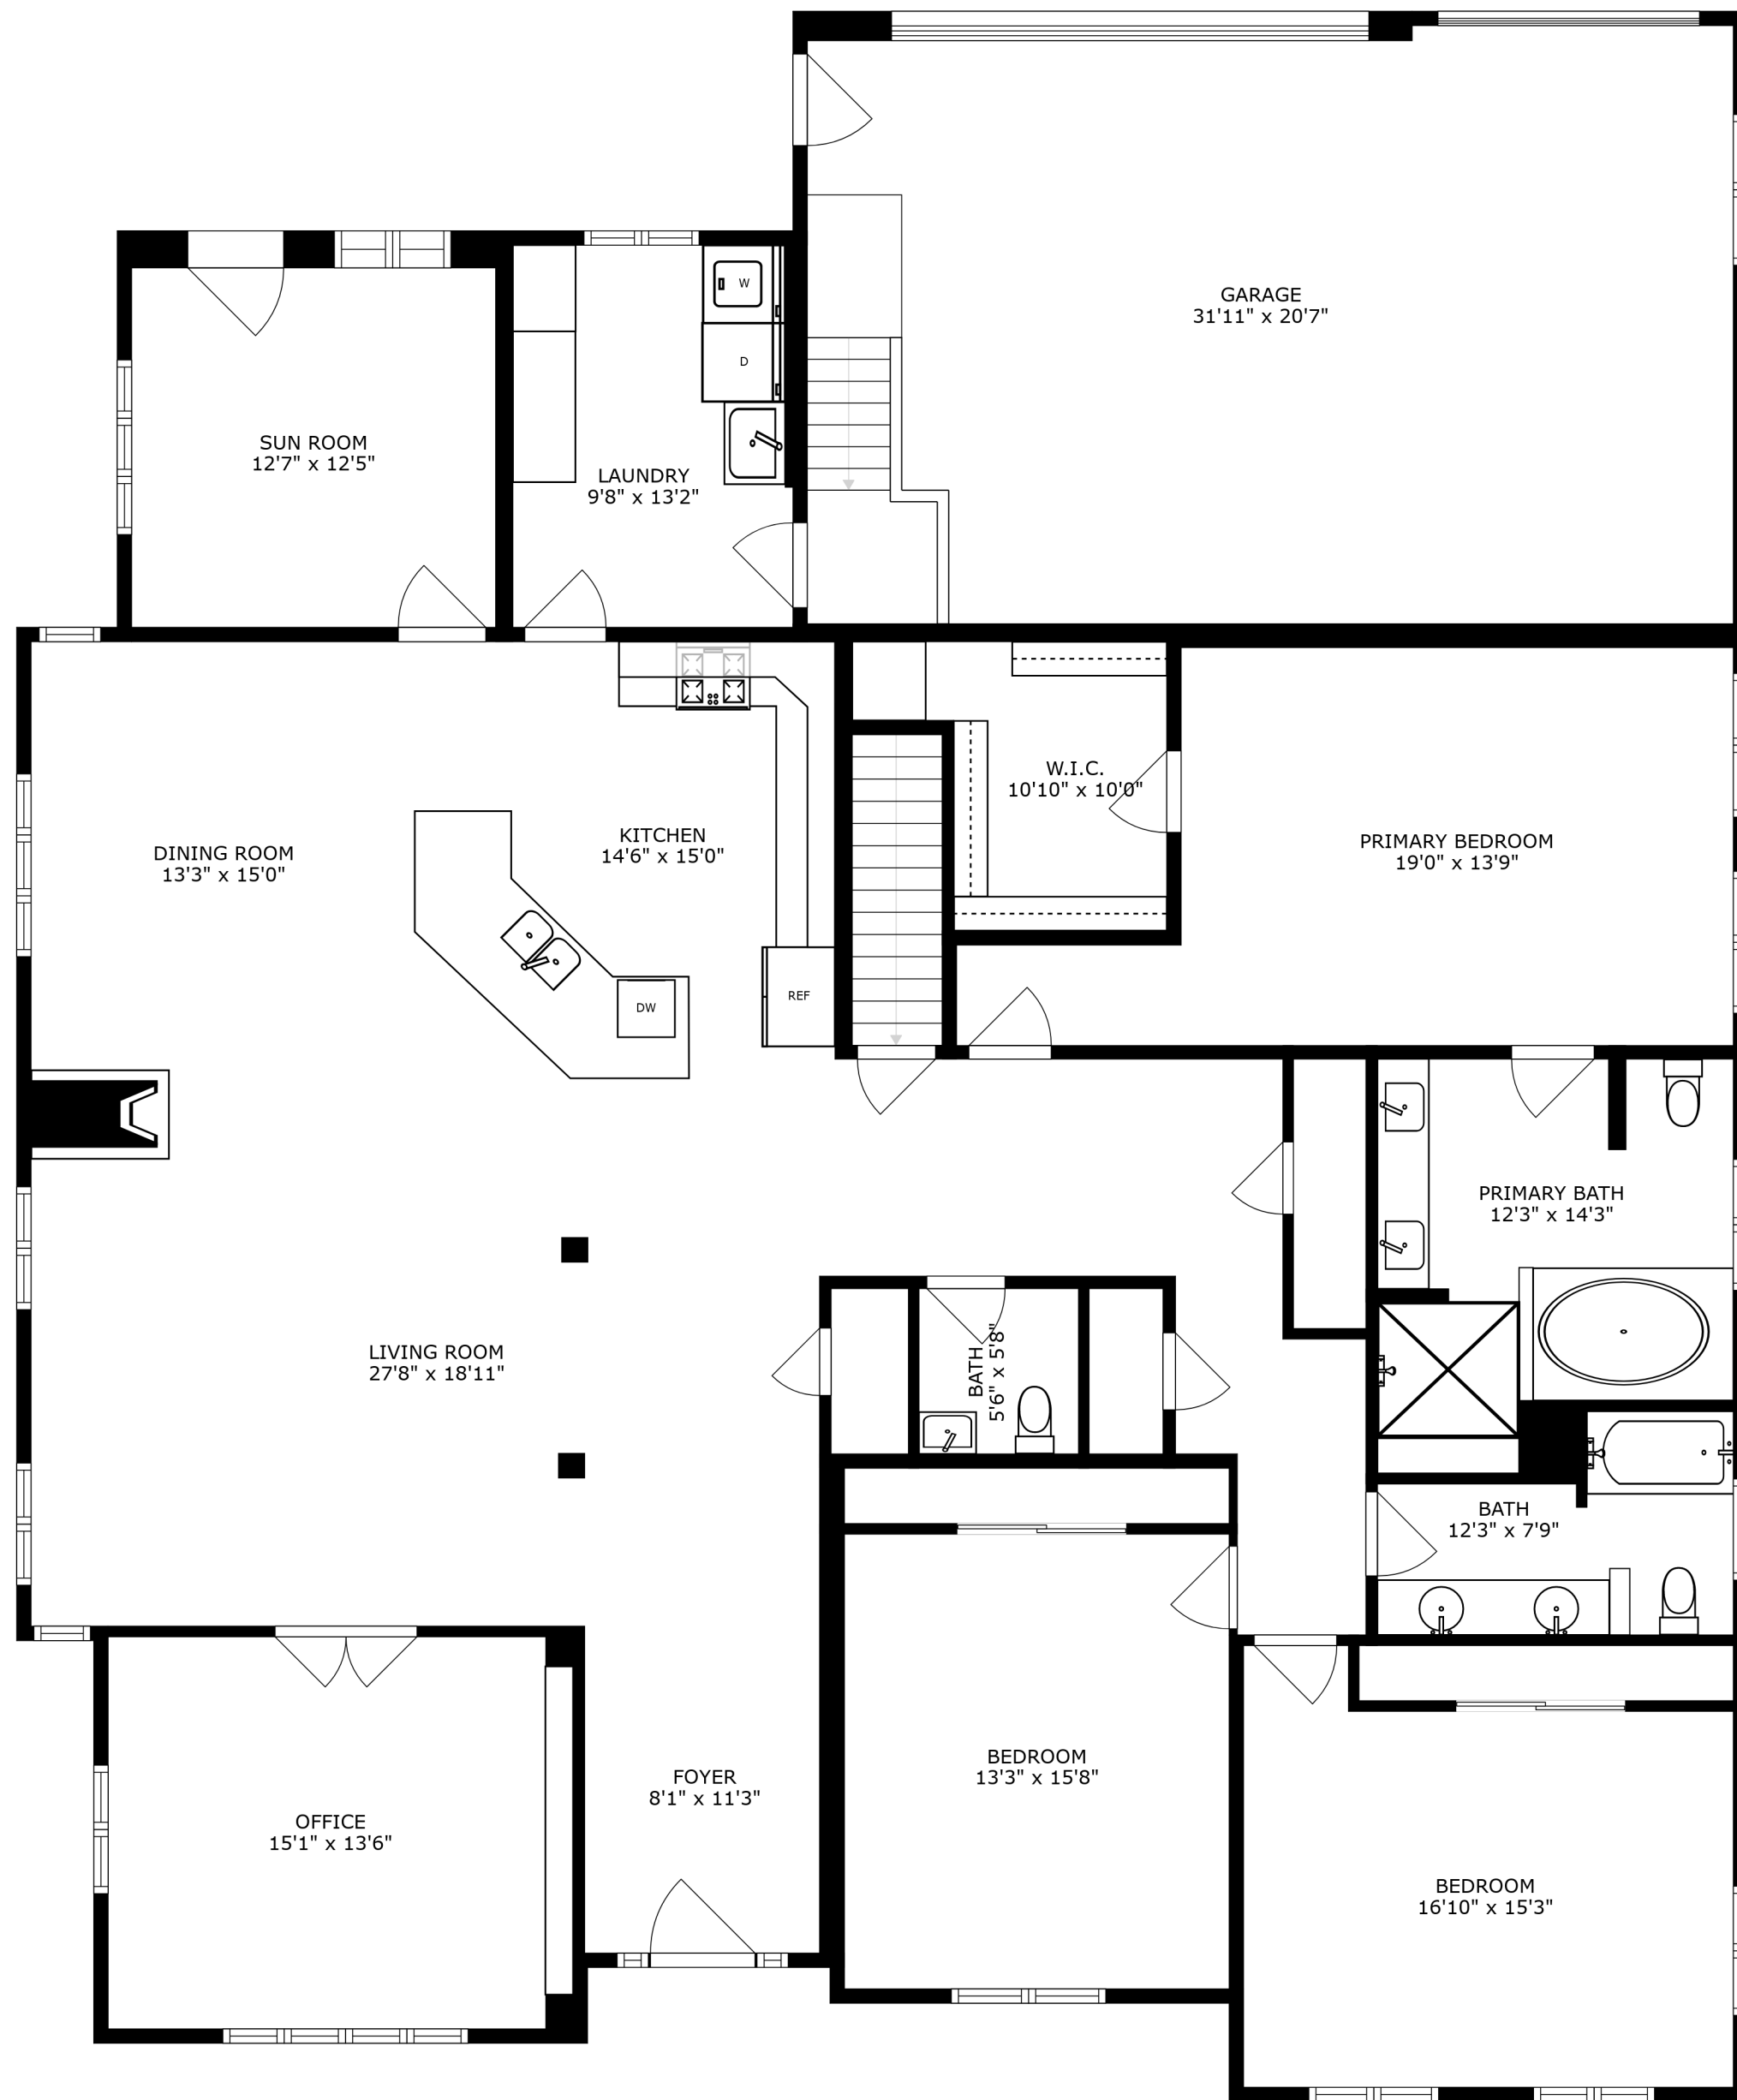 GARAGE
31'11" x 20'7"
W
D
SUN ROOM
12'7" x 12'5"
LAUNDRY
9'8" x 13'2"
W.I.C.
10'10" x 10'0"
KITCHEN
14'6" x 15'0"
PRIMARY BEDROOM
19'0" x 13'9"
DINING ROOM
13'3" x 15'0"
REF
DW
PRIMARY BATH
12'3" x 14'3"
LIVING ROOM
27'8" x 18'11"
BATH
5'6" x 5'8"
BATH
12'3" x 7'9"
BEDROOM
13'3" x 15'8"
FOYER
8'1" x 11'3"
OFFICE
15'1" x 13'6"
BEDROOM
16'10" x 15'3"